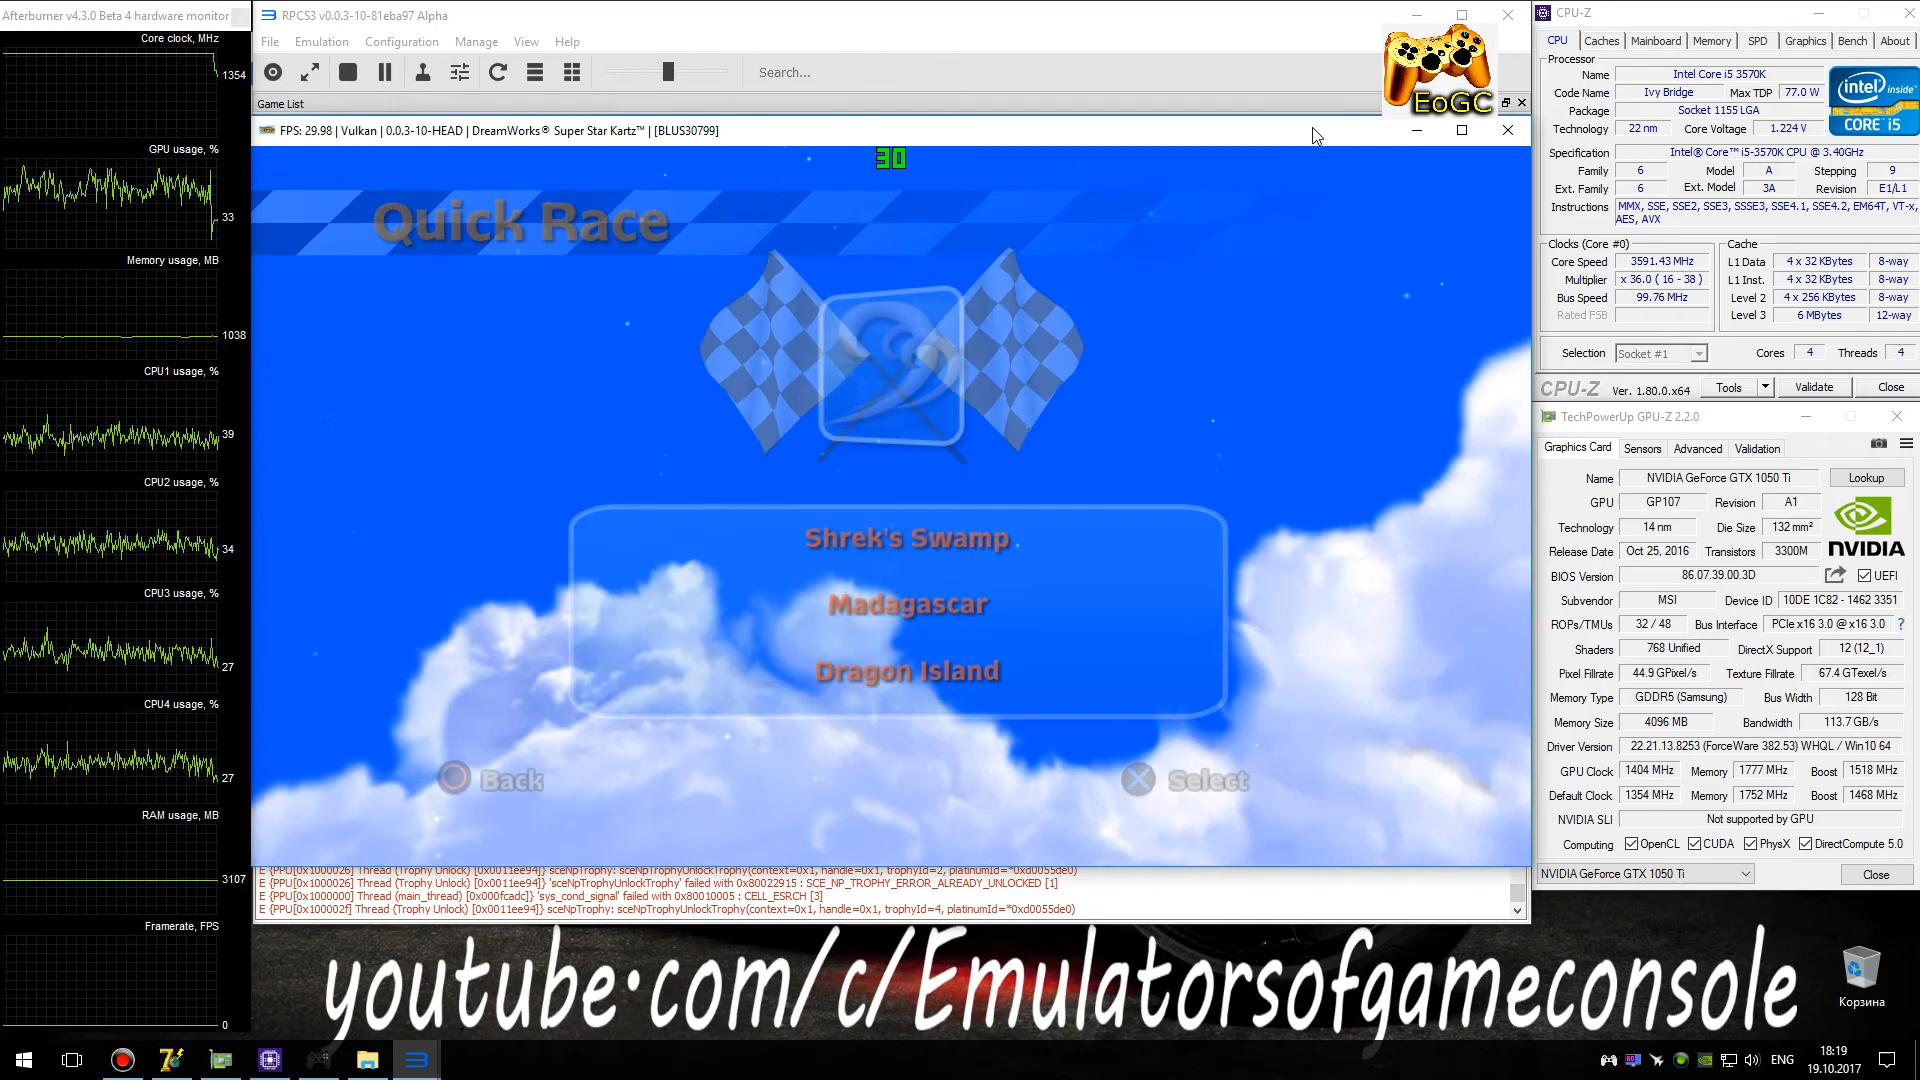 Afterburner v4.3.0 Beta 4 hardware monitor
Core clock, MHz
1354
GPU usage, %
33
Memory usage, MB
1038
CPU1 usage, %
39
CPU2 usage, %
34
CPU3 usage, %
27
CPU4 usage, %
27
RAM usage, MB
3107
Framerate, FPS
0
RPCS3 v0.0.3-10-81eba97 Alpha
File Emulation Configuration Manage View Help
Search...
EoGC
Game List
FPS: 29.98 | Vulkan | 0.0.3-10-HEAD | DreamWorks® Super Star Kartz™ | [BLUS30799]
30
Quick Race
Shrek's Swamp
Madagascar
Dragon Island
Back
Select
E {PPU[0x1000026] Thread (Trophy Unlock) [0x0011ee94]} sceNpTrophy: sceNpTrophyUnlockTrophy(context=0x1, handle=0x1, trophyId=2, platinumId=*0xd0055de0)
E {PPU[0x1000026] Thread (Trophy Unlock) [0x0011ee94]} 'sceNpTrophyUnlockTrophy' failed with 0x80022915 : SCE_NP_TROPHY_ERROR_ALREADY_UNLOCKED [1]
E {PPU[0x1000000] Thread (main_thread) [0x000fcadc]} 'sys_cond_signal' failed with 0x80010005 : CELL_ESRCH [3]
E {PPU[0x100002f] Thread (Trophy Unlock) [0x0011ee94]} sceNpTrophy: sceNpTrophyUnlockTrophy(context=0x1, handle=0x1, trophyId=4, platinumId=*0xd0055de0)
CPU-Z
CPU Caches Mainboard Memory SPD Graphics Bench About
Processor
Name Intel Core i5 3570K
Code Name Ivy Bridge Max TDP 77.0 W
Package Socket 1155 LGA
Technology 22 nm Core Voltage 1.224 V
intel inside™
CORE i5
Specification Intel® Core™ i5-3570K CPU @ 3.40GHz
Family 6 Model A Stepping 9
Ext. Family 6 Ext. Model 3A Revision E1/L1
Instructions MMX, SSE, SSE2, SSE3, SSSE3, SSE4.1, SSE4.2, EM64T, VT-x,
AES, AVX
Clocks (Core #0)
Core Speed 3591.43 MHz
Multiplier x 36.0 ( 16 - 38 )
Bus Speed 99.76 MHz
Rated FSB
Cache
L1 Data 4 x 32 KBytes 8-way
L1 Inst. 4 x 32 KBytes 8-way
Level 2 4 x 256 KBytes 8-way
Level 3 6 MBytes 12-way
Selection Socket #1 Cores 4 Threads 4
CPU-Z Ver. 1.80.0.x64 Tools Validate Close
TechPowerUp GPU-Z 2.2.0
Graphics Card Sensors Advanced Validation
Name NVIDIA GeForce GTX 1050 Ti Lookup
GPU GP107 Revision A1
Technology 14 nm Die Size 132 mm²
Release Date Oct 25, 2016 Transistors 3300M
NVIDIA
BIOS Version 86.07.39.00.3D UEFI
Subvendor MSI Device ID 10DE 1C82 - 1462 3351
ROPs/TMUs 32 / 48 Bus Interface PCIe x16 3.0 @ x16 3.0 ?
Shaders 768 Unified DirectX Support 12 (12_1)
Pixel Fillrate 44.9 GPixel/s Texture Fillrate 67.4 GTexel/s
Memory Type GDDR5 (Samsung) Bus Width 128 Bit
Memory Size 4096 MB Bandwidth 113.7 GB/s
Driver Version 22.21.13.8253 (ForceWare 382.53) WHQL / Win10 64
GPU Clock 1404 MHz Memory 1777 MHz Boost 1518 MHz
Default Clock 1354 MHz Memory 1752 MHz Boost 1468 MHz
NVIDIA SLI Not supported by GPU
Computing OpenCL CUDA PhysX DirectCompute 5.0
NVIDIA GeForce GTX 1050 Ti Close
youtube.com/c/Emulatorsofgameconsole
Корзина
ENG
18:19
19.10.2017